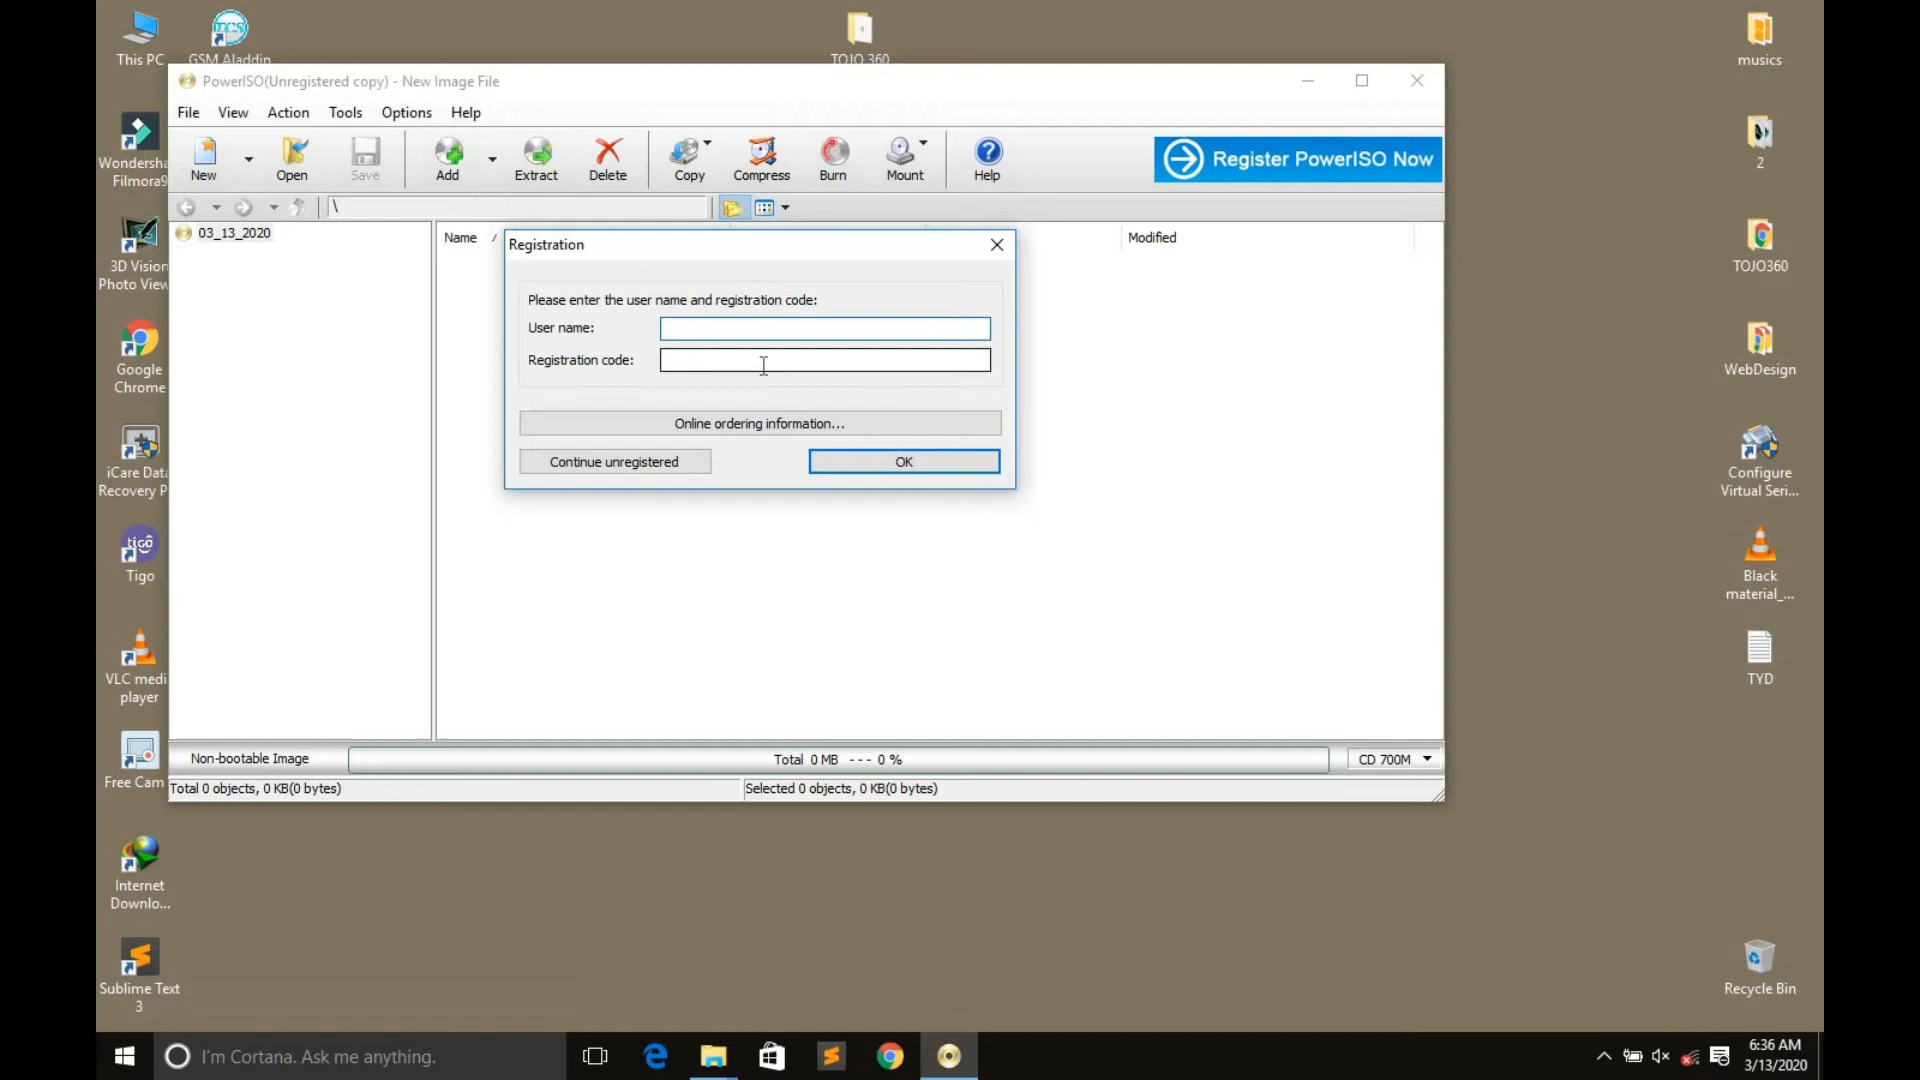 This PC
GSM Aladdin
TOJO 360
musics
PowerISO(Unregistered copy) - New Image File
File View Action Tools Options Help
New Open Save Add Extract Delete Copy Compress Burn Mount Help
Register PowerISO Now
\
03_13_2020
Name / Modified
Registration
Please enter the user name and registration code:
User name:
Registration code:
Online ordering information...
Continue unregistered OK
Non-bootable Image
Total 0 MB --- 0 %
CD 700M
Total 0 objects, 0 KB(0 bytes)
Selected 0 objects, 0 KB(0 bytes)
Wondersha
Filmora9
3D Vision
Photo View
Google
Chrome
iCare Data
Recovery P
tigo
Tigo
VLC medi
player
Free Cam
Internet
Downlo...
Sublime Text
3
2
TOJO360
WebDesign
Configure
Virtual Seri...
Black
material_...
TYD
Recycle Bin
I'm Cortana. Ask me anything.
6:36 AM
3/13/2020